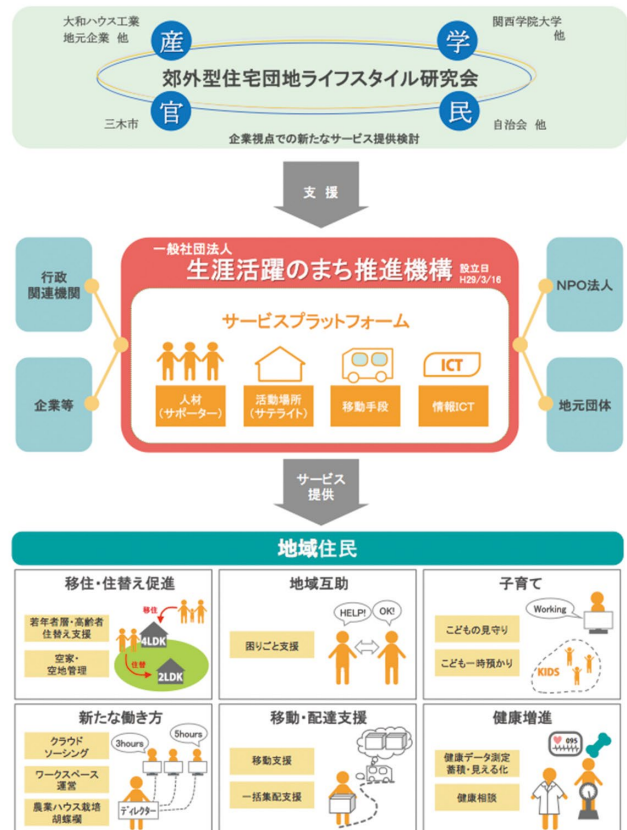 大和ハウス工業
地元企業 他
産
学
関西学院大学
他
郊外型住宅団地ライフスタイル研究会
三木市
官
民
自治会 他
企業視点での新たなサービス提供検討
支 援
行政
関連機関
企業等
一般社団法人
生涯活躍のまち推進機構
設立日
H29/3/16
サービスプラットフォーム
ICT
人材
(サポーター)
活動場所
(サテライト)
移動手段
情報ICT
NPO法人
地元団体
サービス
提供
地域住民
移住・住替え促進
若年者層・高齢者
住替え支援
空家・
空地管理
移住
4LDK
住替
2LDK
地域互助
困りごと支援
HELP!
OK!
子育て
こどもの見守り
こども一時預かり
Working
KIDS
新たな働き方
クラウド
ソーシング
ワークスペース
運営
農業ハウス栽培
胡蝶蘭
3hours
5hours
ディレクター
移動・配達支援
移動支援
一括集配支援
健康増進
健康データ測定
蓄積・見える化
健康相談
095